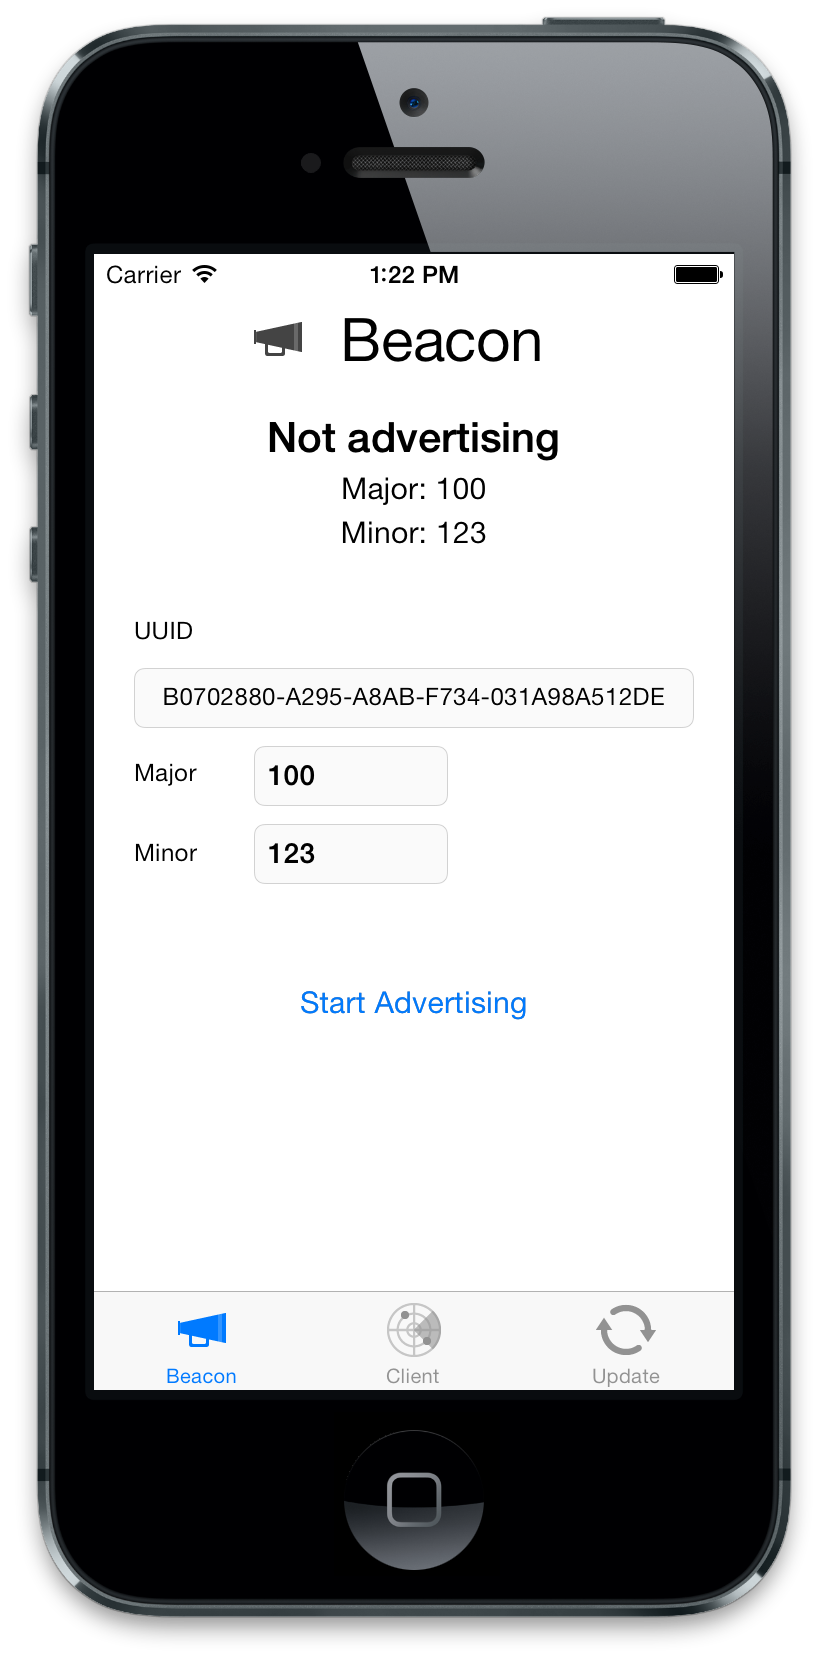 Carrier 1:22 PM
Beacon
Not advertising
Major: 100
Minor: 123
UUID
B0702880-A295-A8AB-F734-031A98A512DE
Major 100
Minor 123
Start Advertising
Beacon Client Update